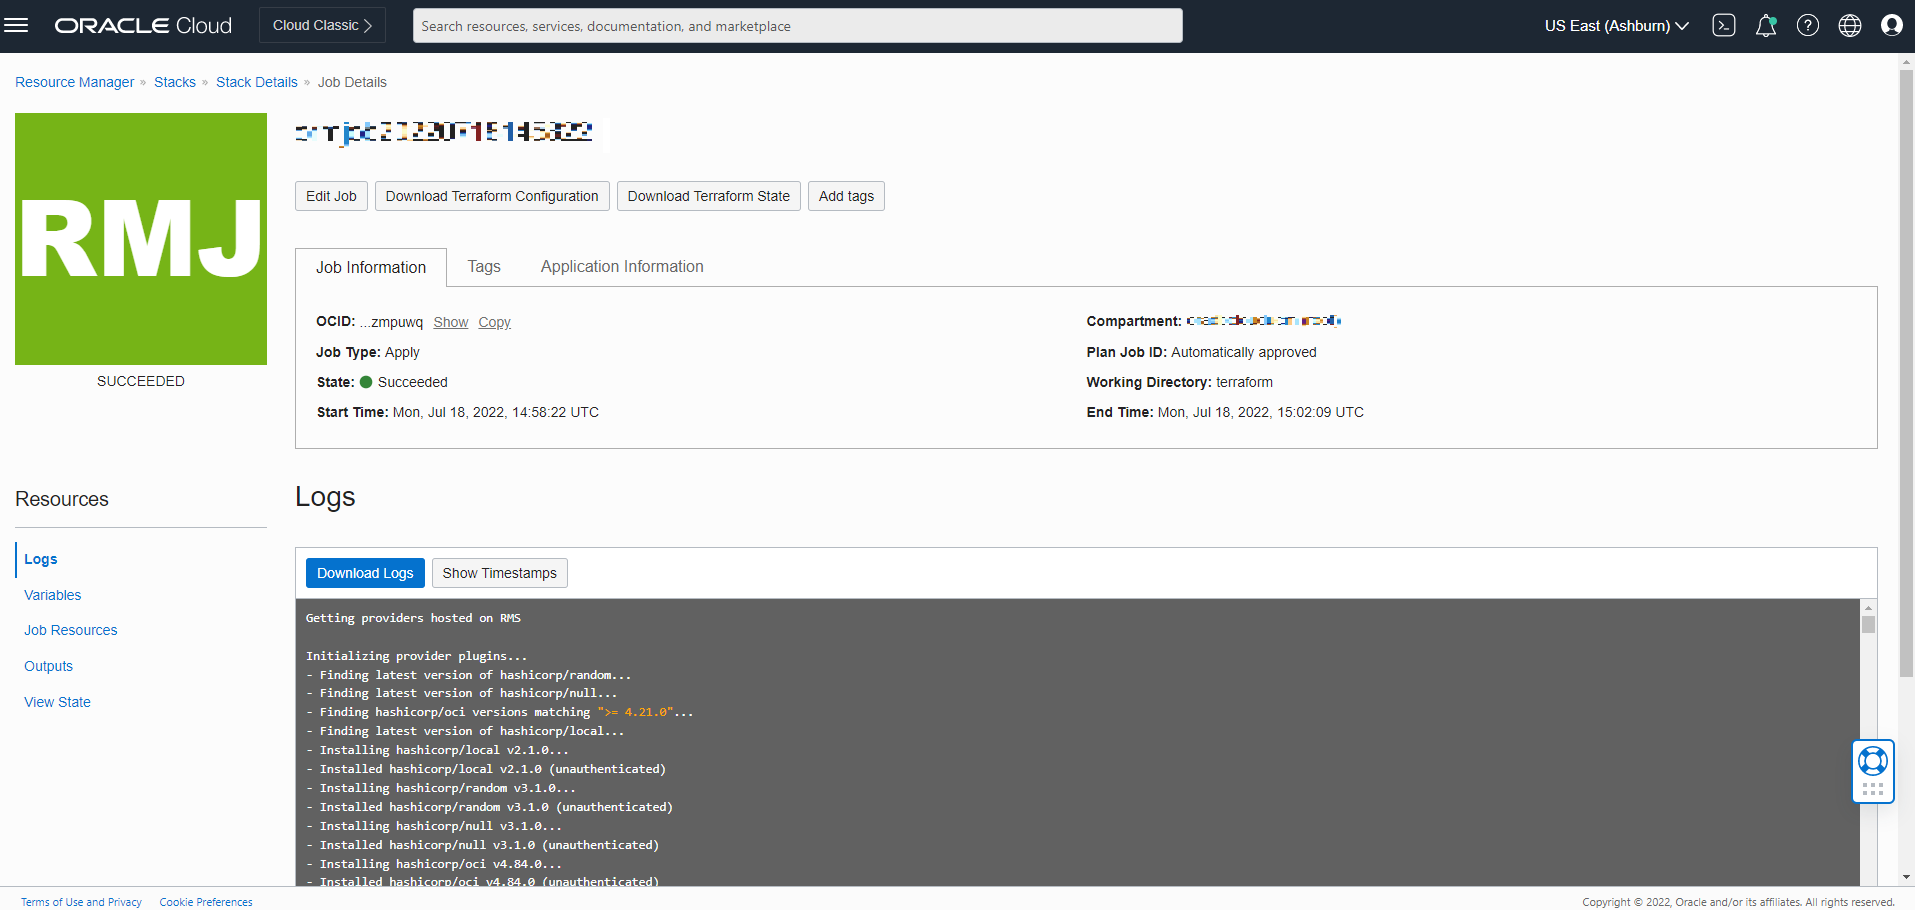 ORACLE Cloud
Cloud Classic
Search resources, services, documentation, and marketplace
US East (Ashburn)
Resource Manager » Stacks » Stack Details » Job Details
RMJ
SUCCEEDED
Edit Job
Download Terraform Configuration
Download Terraform State
Add tags
Job Information
Tags
Application Information
OCID: ...zmpuwq Show Copy
Compartment:
Job Type: Apply
Plan Job ID: Automatically approved
State: Succeeded
Working Directory: terraform
Start Time: Mon, Jul 18, 2022, 14:58:22 UTC
End Time: Mon, Jul 18, 2022, 15:02:09 UTC
Resources
Logs
Variables
Job Resources
Outputs
View State
Logs
Download Logs
Show Timestamps
Getting providers hosted on RMS
Initializing provider plugins...
- Finding latest version of hashicorp/random...
- Finding latest version of hashicorp/null...
- Finding hashicorp/oci versions matching ">= 4.21.0"...
- Finding latest version of hashicorp/local...
- Installing hashicorp/local v2.1.0...
- Installed hashicorp/local v2.1.0 (unauthenticated)
- Installing hashicorp/random v3.1.0...
- Installed hashicorp/random v3.1.0 (unauthenticated)
- Installing hashicorp/null v3.1.0...
- Installed hashicorp/null v3.1.0 (unauthenticated)
- Installing hashicorp/oci v4.84.0...
- Installed hashicorp/oci v4.84.0 (unauthenticated)
Terms of Use and Privacy
Cookie Preferences
Copyright © 2022, Oracle and/or its affiliates. All rights reserved.